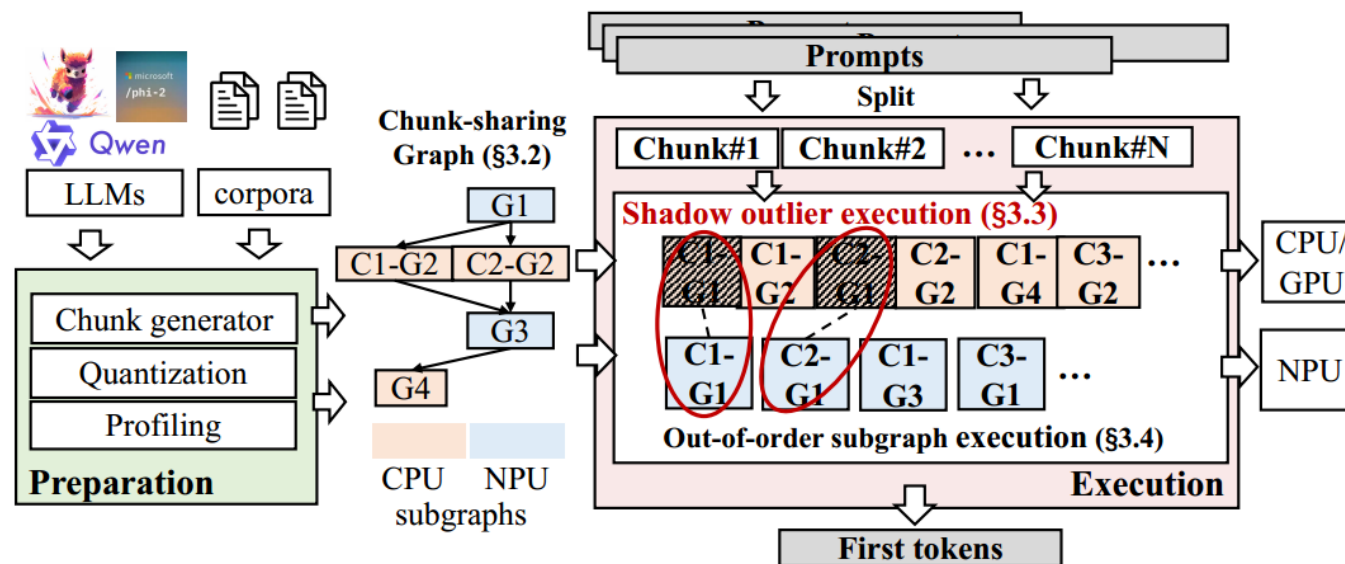 Prompts
Split
Chunk#1
Chunk#2
...
Chunk#N
microsoft
/phi-2
Qwen
LLMs
corpora
Chunk-sharing
Graph (§3.2)
G1
C1-G2
C2-G2
G3
G4
CPU
NPU
subgraphs
Chunk generator
Quantization
Profiling
Preparation
Shadow outlier execution (§3.3)
C1-
G1
C1-
G2
C2-
G1
C2-
G2
C1-
G4
C3-
G2
...
C1-
G1
C2-
G1
C1-
G3
C3-
G1
...
Out-of-order subgraph execution (§3.4)
Execution
CPU/
GPU
NPU
First tokens